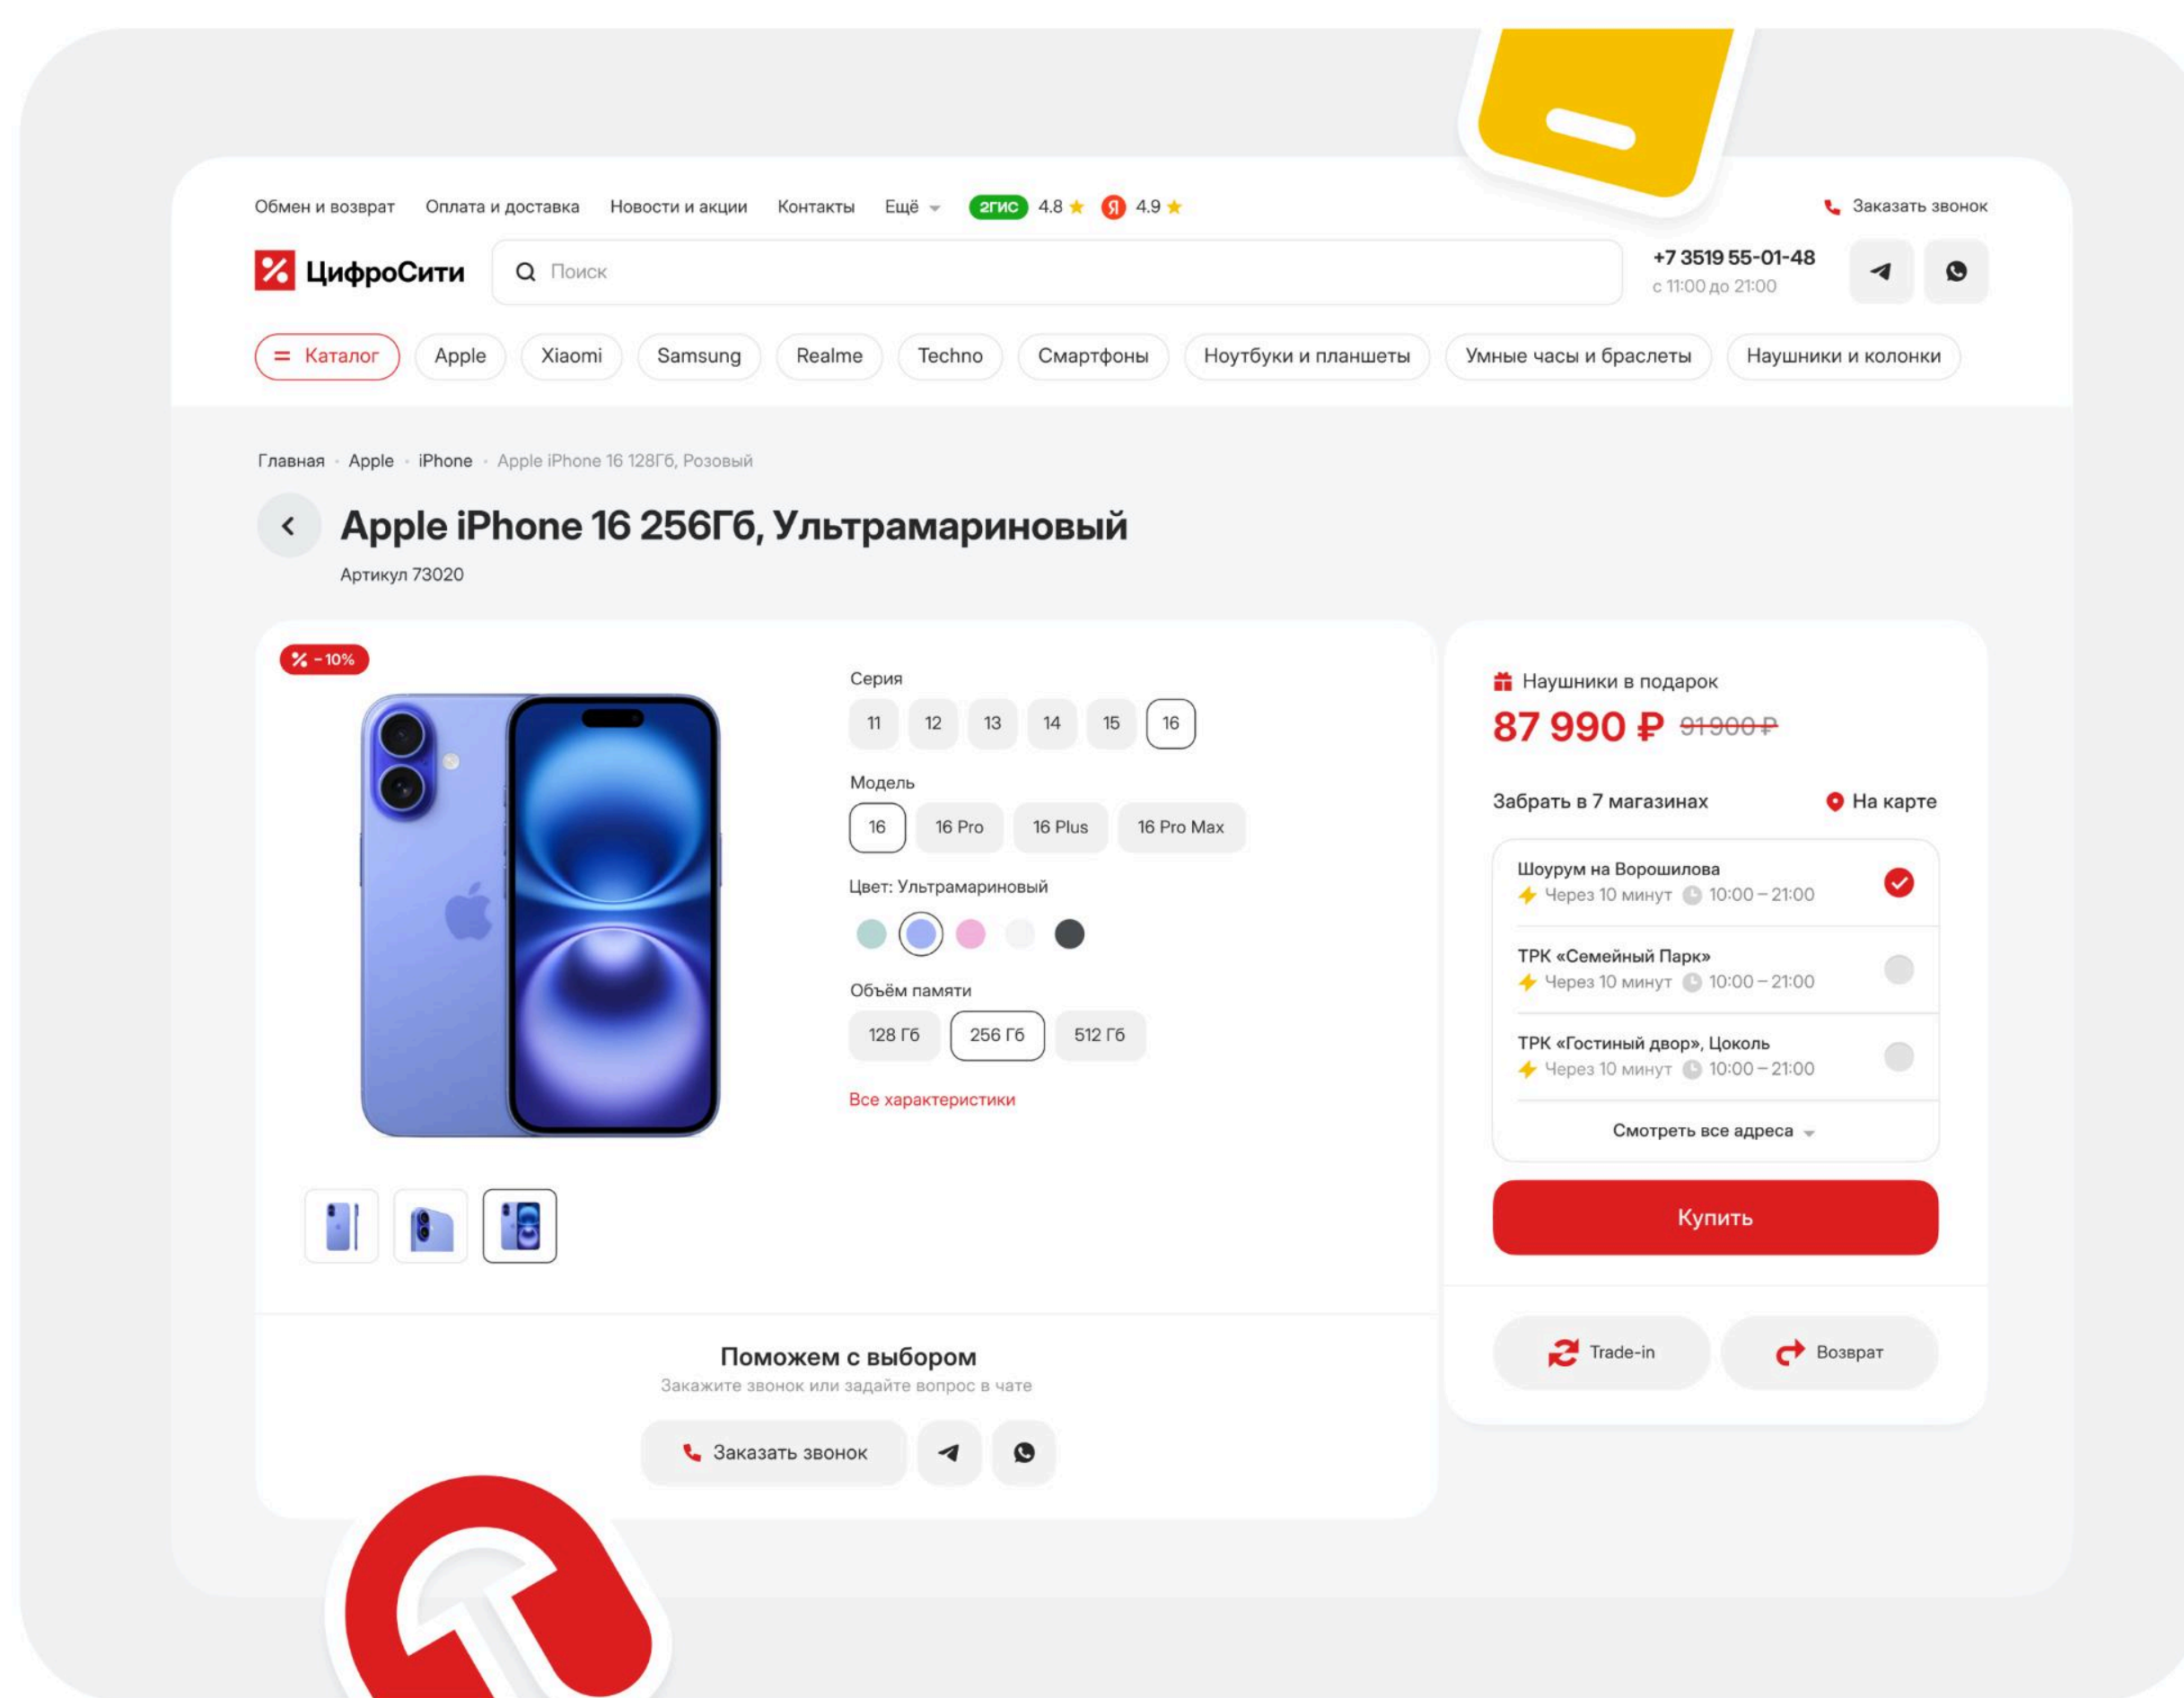 Обмен и возврат Оплата и доставка Новости и акции Контакты Ещё 2ГИС 4.8 Я 4.9 Заказать звонок
ЦифроСити Поиск +7 3519 55-01-48
с 11:00 до 21:00
Каталог Apple Xiaomi Samsung Realme Techno Смартфоны Ноутбуки и планшеты Умные часы и браслеты Наушники и колонки
Главная · Apple · iPhone · Apple iPhone 16 128Гб, Розовый
Apple iPhone 16 256Гб, Ультрамариновый
Артикул 73020
% −10%
Серия
11 12 13 14 15 16
Модель
16 16 Pro 16 Plus 16 Pro Max
Цвет: Ультрамариновый
Объём памяти
128 Гб 256 Гб 512 Гб
Все характеристики
Поможем с выбором
Закажите звонок или задайте вопрос в чате
Заказать звонок
Наушники в подарок
87 990 ₽ 91 900 ₽
Забрать в 7 магазинах На карте
Шоурум на Ворошилова
Через 10 минут 10:00 – 21:00
ТРК «Семейный Парк»
Через 10 минут 10:00 – 21:00
ТРК «Гостиный двор», Цоколь
Через 10 минут 10:00 – 21:00
Смотреть все адреса
Купить
Trade-in Возврат